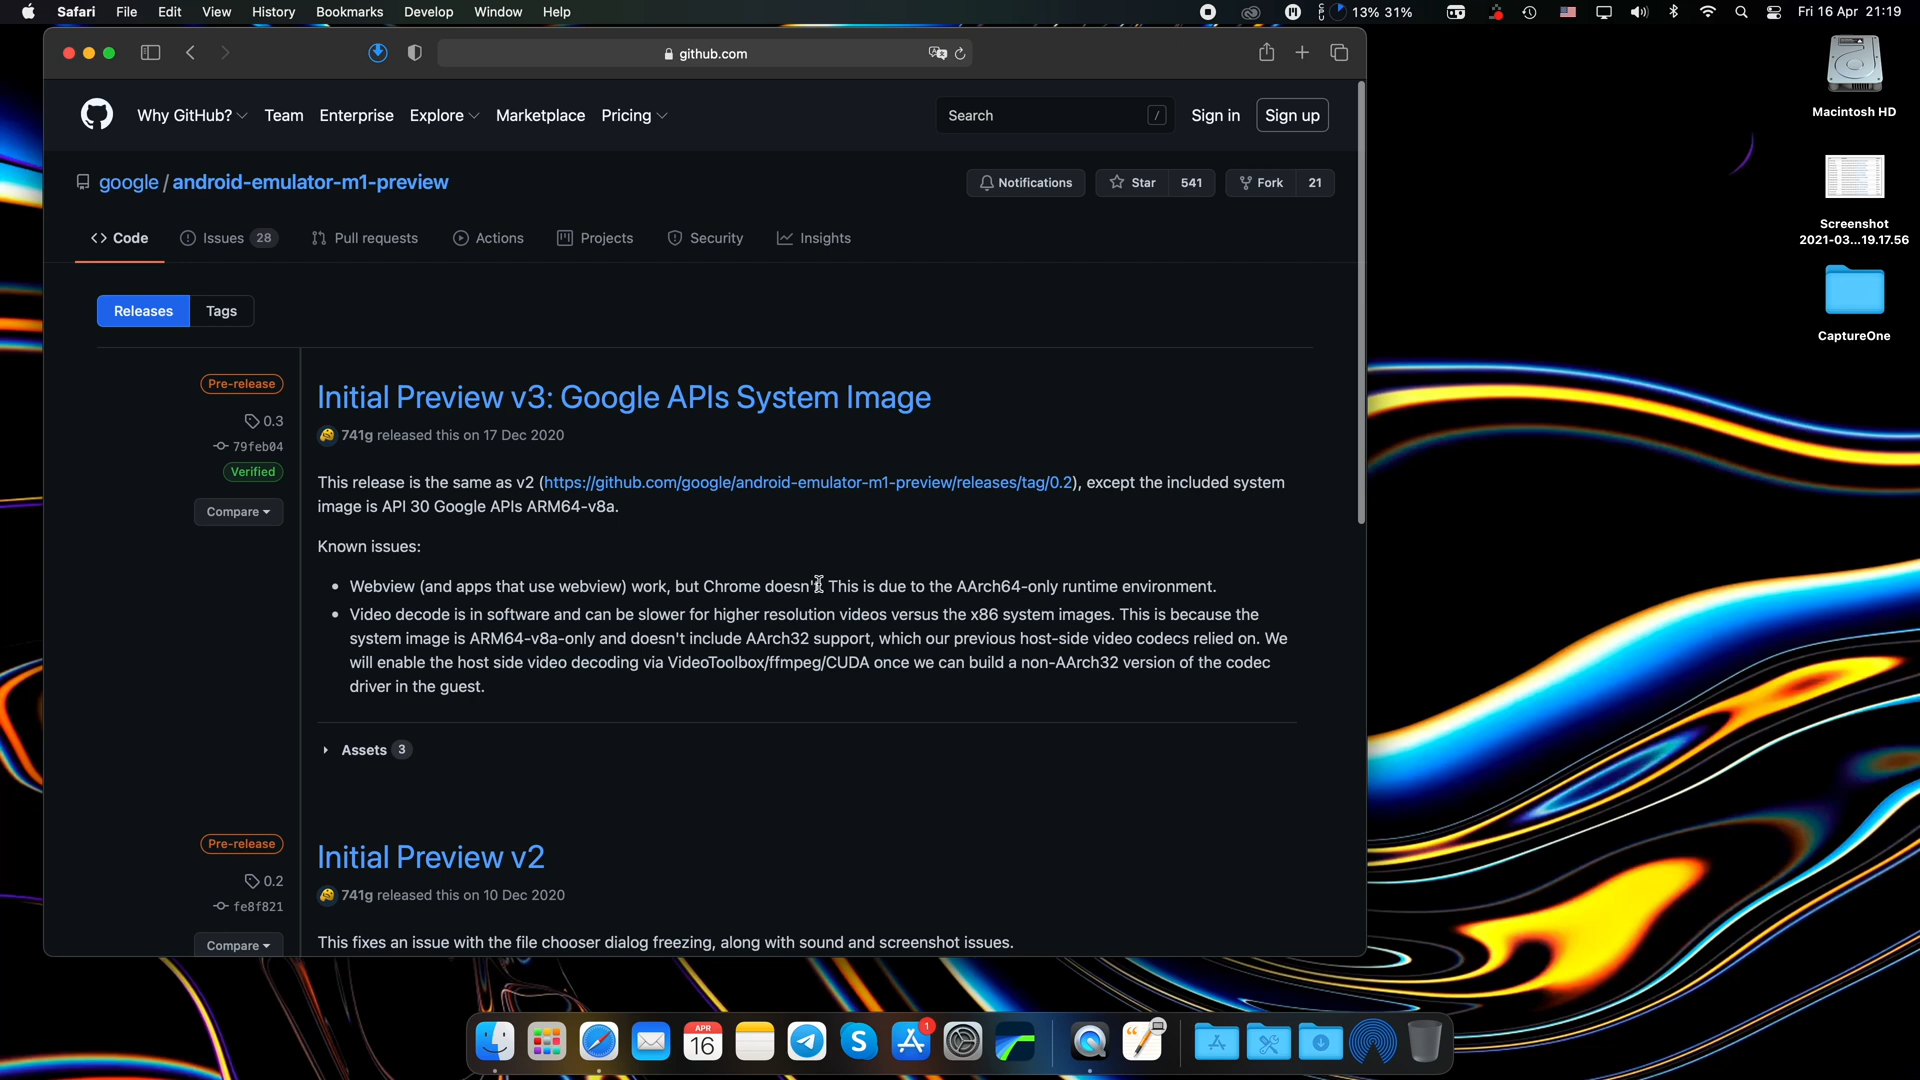 Safari File Edit View History Bookmarks Develop Window Help
13% 31%
Fri 16 Apr 21:19
github.com
Why GitHub? Team Enterprise Explore Marketplace Pricing
Search /
Sign in Sign up
google / android-emulator-m1-preview
Notifications Star 541 Fork 21
Code Issues 28 Pull requests Actions Projects Security Insights
Releases Tags
Pre-release
0.3
79feb04
Verified
Compare
Initial Preview v3: Google APIs System Image
741g released this on 17 Dec 2020
This release is the same as v2 (https://github.com/google/android-emulator-m1-preview/releases/tag/0.2), except the included system
image is API 30 Google APIs ARM64-v8a.
Known issues:
• Webview (and apps that use webview) work, but Chrome doesn't. This is due to the AArch64-only runtime environment.
• Video decode is in software and can be slower for higher resolution videos versus the x86 system images. This is because the
system image is ARM64-v8a-only and doesn't include AArch32 support, which our previous host-side video codecs relied on. We
will enable the host side video decoding via VideoToolbox/ffmpeg/CUDA once we can build a non-AArch32 version of the codec
driver in the guest.
Assets 3
Pre-release
0.2
fe8f821
Compare
Initial Preview v2
741g released this on 10 Dec 2020
This fixes an issue with the file chooser dialog freezing, along with sound and screenshot issues.
Macintosh HD
Screenshot
2021-03...19.17.56
CaptureOne
APR
16
1